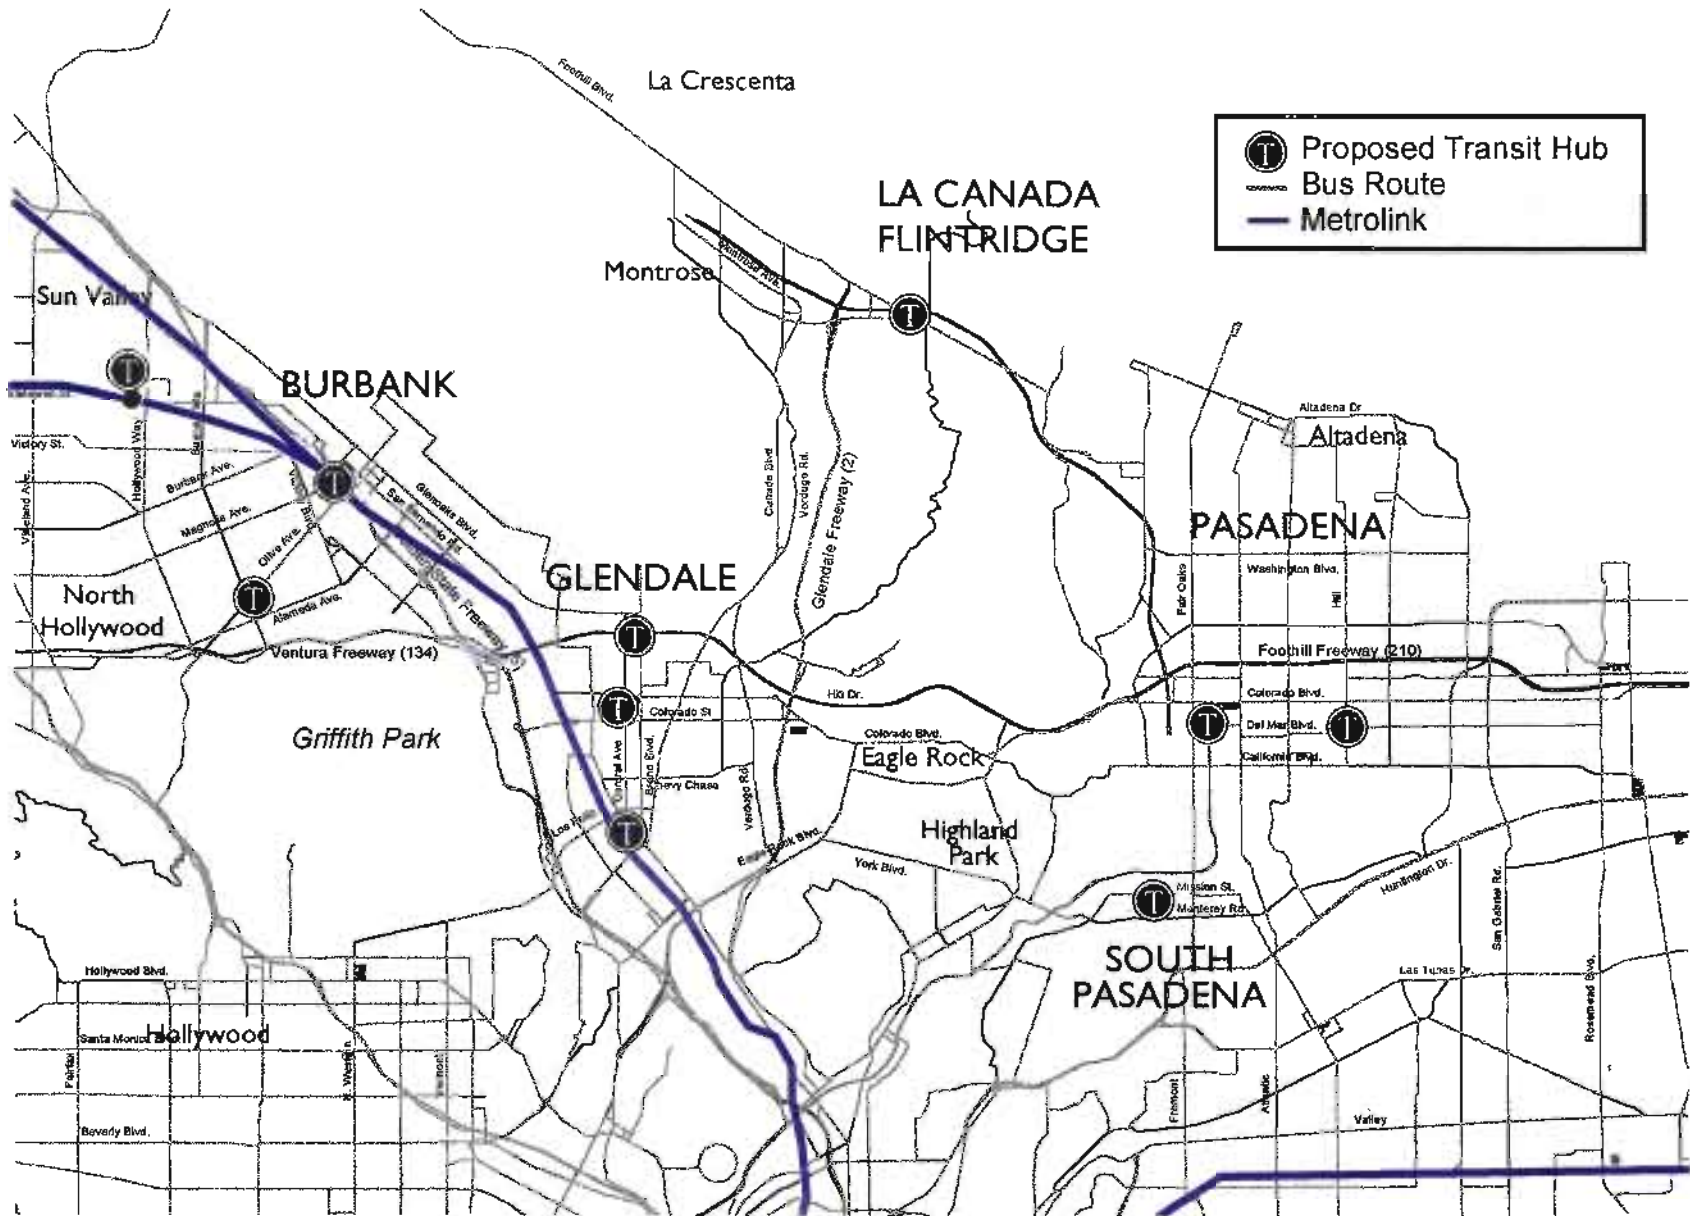 Foothill Blvd.
La Crescenta
T Proposed Transit Hub
Bus Route
Metrolink
LA CANADA
FLINTRIDGE
Montrose
Montrose Ave.
T
Sun Valley
T
BURBANK
Altadena Dr
Altadena
Victory St.
Hollywood Way
Burbank Ave.
T
Glenoaks Blvd.
San Fernando Rd.
Canada Blvd
Verdugo Rd.
Glendale Freeway (2)
PASADENA
Magnolia Ave.
Olive Ave.
Vineland Ave.
GLENDALE
Washington Blvd.
Fair Oaks
Hill
North
Hollywood
T
Alameda Ave.
T
Ventura Freeway (134)
Foothill Freeway (210)
Hill Dr.
Colorado Blvd.
T
Colorado St
T
Del Mar Blvd.
T
Griffith Park
Colorado Blvd.
Eagle Rock
California Blvd.
Central Ave
Brand Blvd.
Chevy Chase
Verdugo Rd.
T
Eagle Rock Blvd.
Highland
Park
York Blvd.
Huntington Dr.
T
Mission St.
Monterey Rd
San Gabriel Rd.
SOUTH
PASADENA
Las Tunas Dr.
Rosemead Blvd.
Hollywood Blvd.
Hollywood
Santa Monica
Fairfax
N. Western
Fremont
Atlantic
Valley
Beverly Blvd.